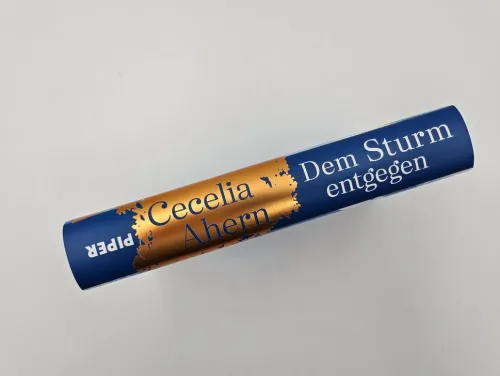 PIPER
Cecelia
Ahern
Dem Sturm
entgegen